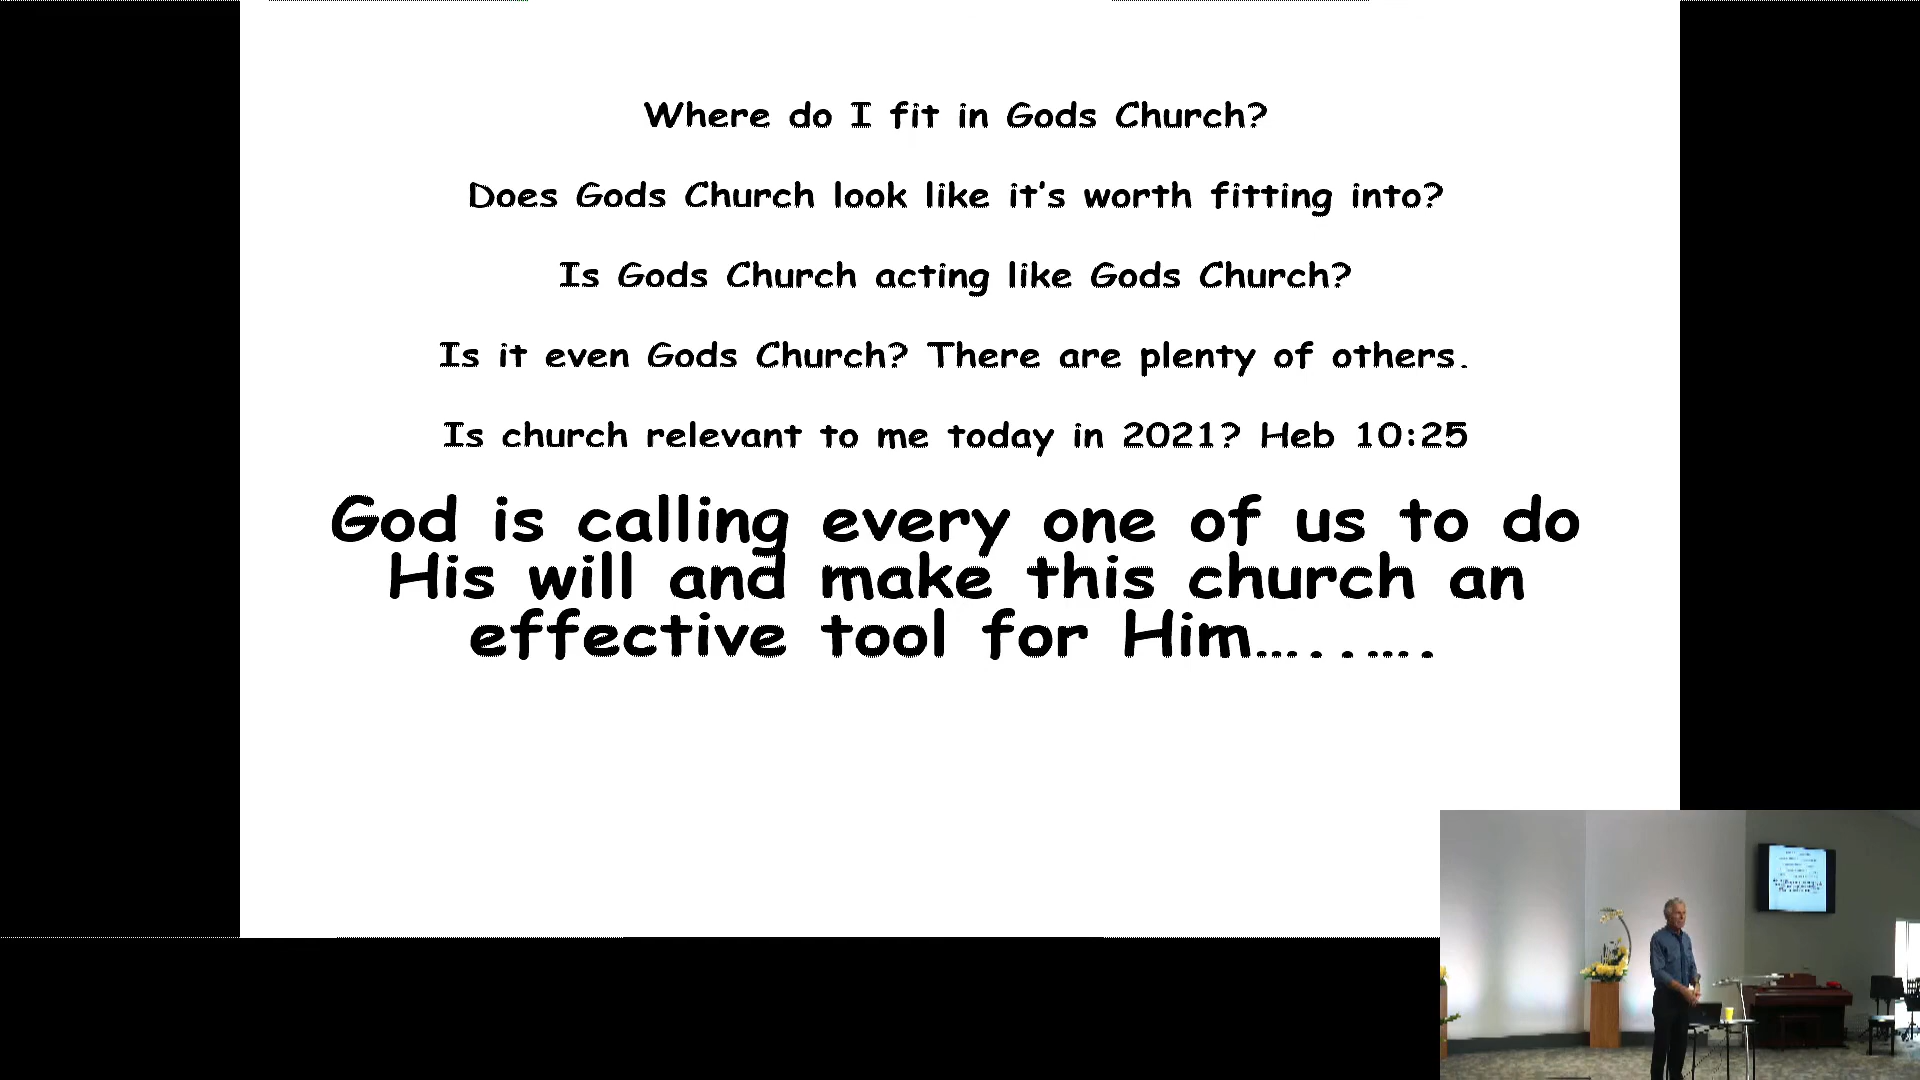 Where do I fit in Gods Church?
Does Gods Church look like it's worth fitting into?
Is Gods Church acting like Gods Church?
Is it even Gods Church? There are plenty of others.
Is church relevant to me today in 2021? Heb 10:25
God is calling every one of us to do
His will and make this church an
effective tool for Him…..….